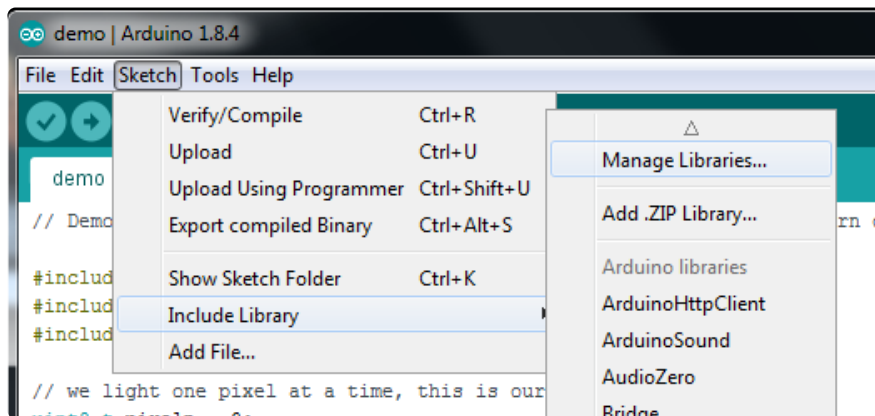 demo | Arduino 1.8.4
File Edit Sketch Tools Help
Verify/Compile Ctrl+R
Upload Ctrl+U
Upload Using Programmer Ctrl+Shift+U
Export compiled Binary Ctrl+Alt+S
Show Sketch Folder Ctrl+K
Include Library
Add File...
Manage Libraries...
Add .ZIP Library...
Arduino libraries
ArduinoHttpClient
ArduinoSound
AudioZero
Bridge
demo
// Demo
#includ
#includ
#includ
// we light one pixel at a time, this is our